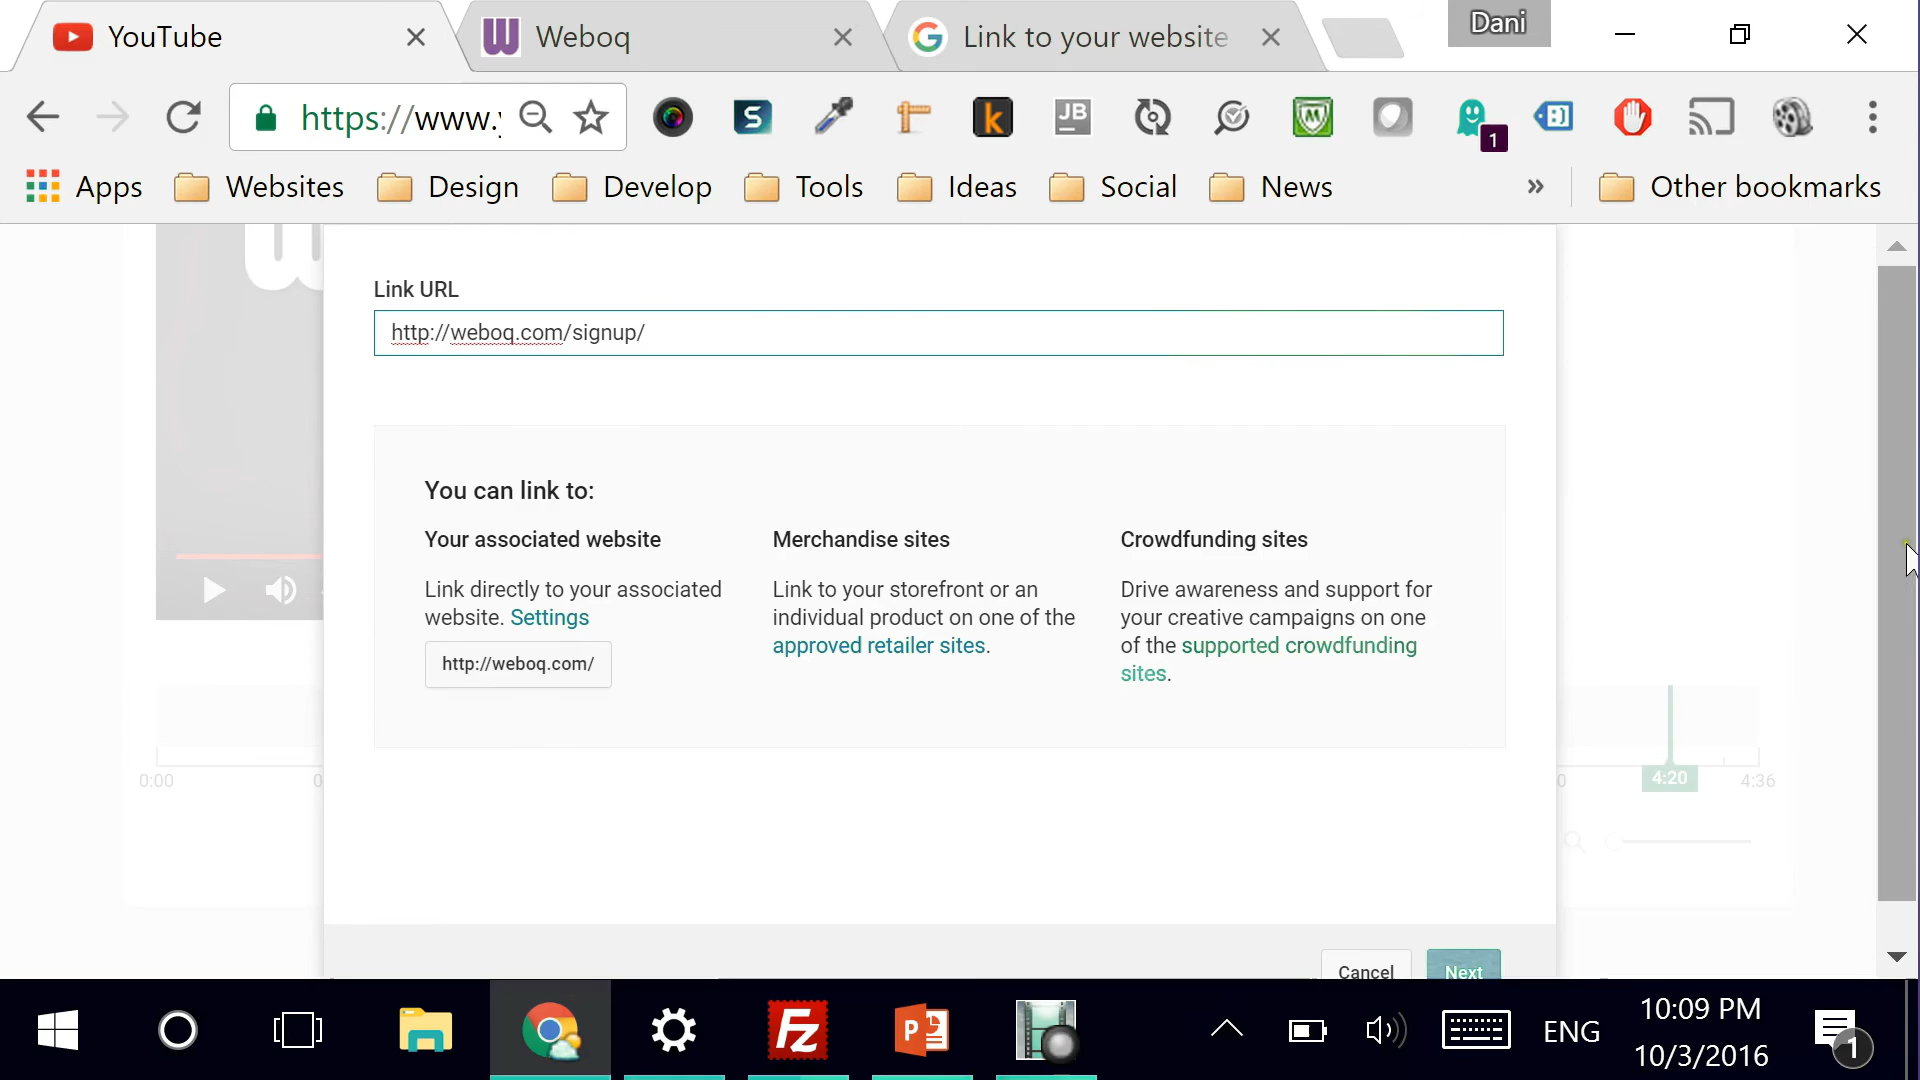 YouTube
Weboq
Link to your website
Dani
https://www.y
JB
1
Apps
Websites
Design
Develop
Tools
Ideas
Social
News
»
Other bookmarks
Link URL
http://weboq.com/signup/
You can link to:
Your associated website
Link directly to your associated
website. Settings
http://weboq.com/
Merchandise sites
Link to your storefront or an
individual product on one of the
approved retailer sites.
Crowdfunding sites
Drive awareness and support for
your creative campaigns on one
of the supported crowdfunding
sites.
0:00
4:20
4:36
Cancel
Next
ENG
10:09 PM
10/3/2016
1